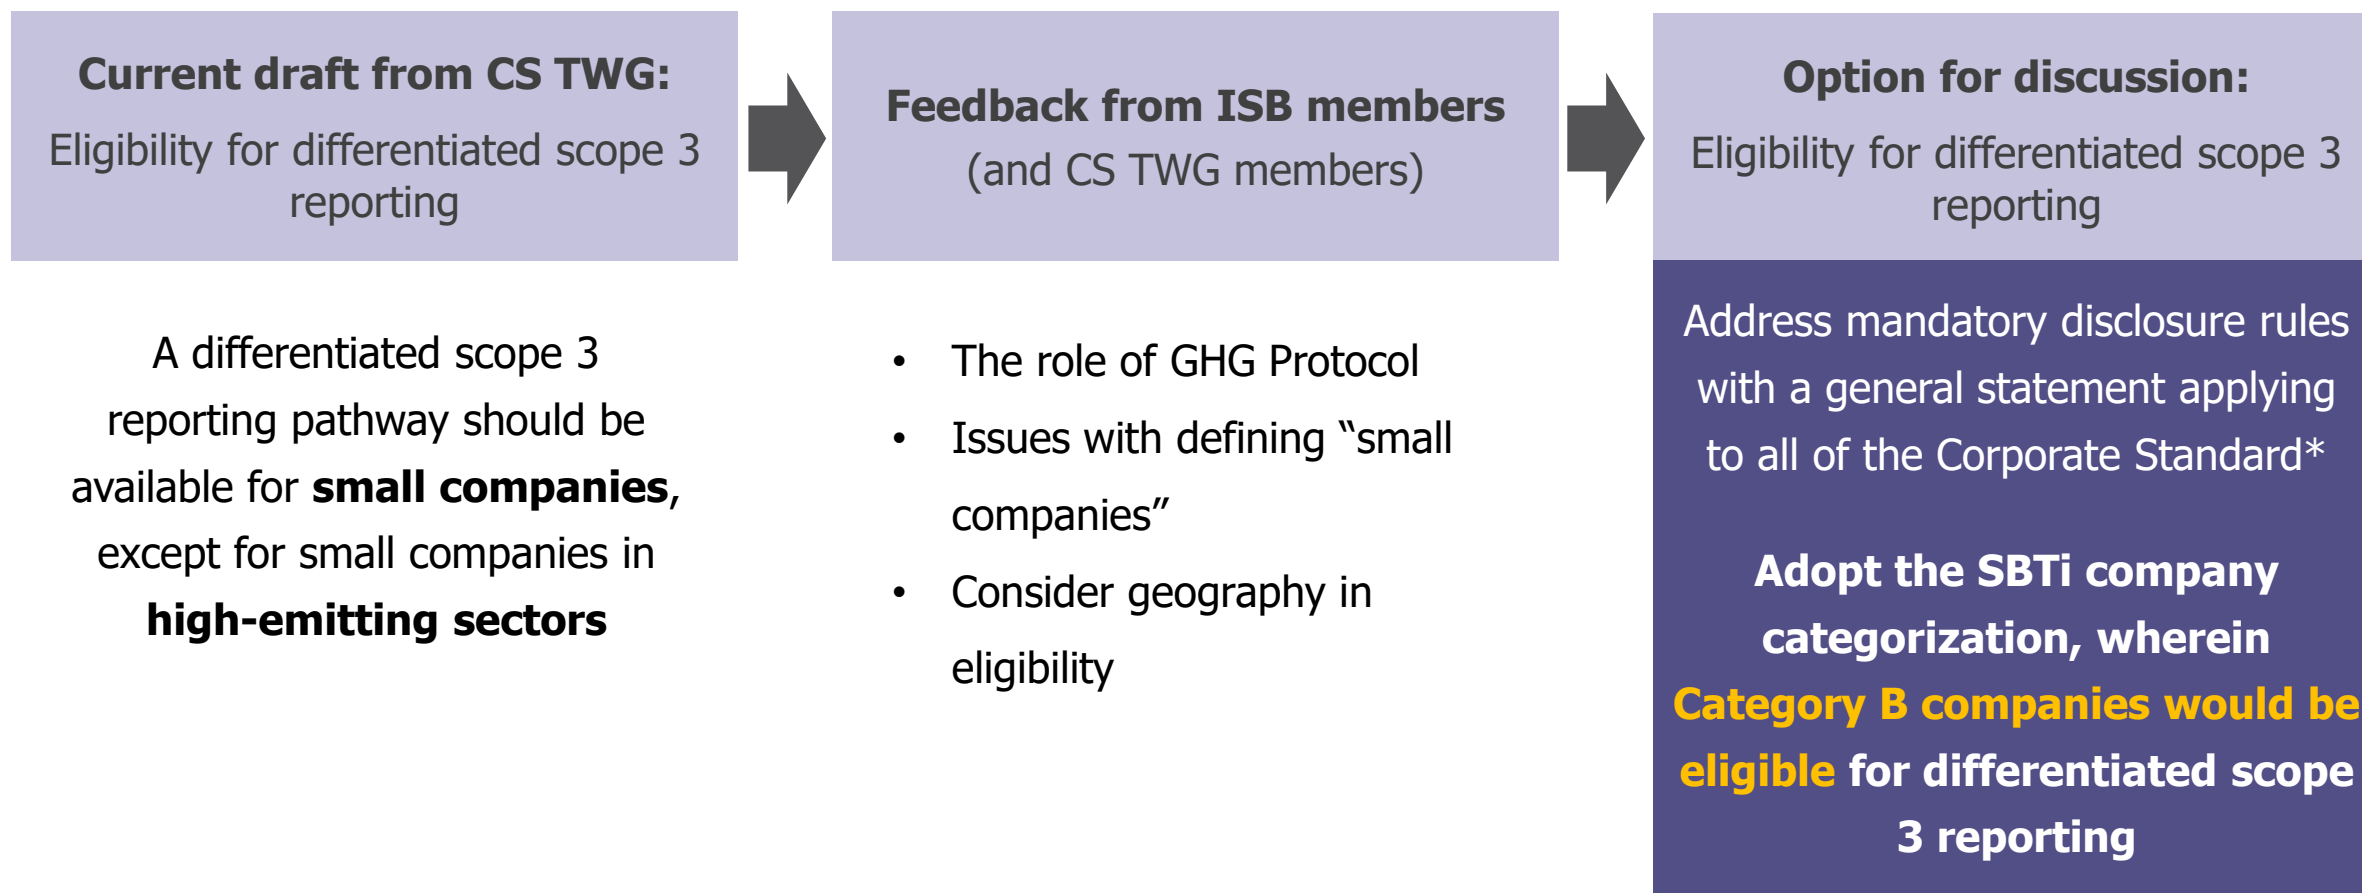 Current draft from CS TWG:
Eligibility for differentiated scope 3
reporting
A differentiated scope 3
reporting pathway should be
available for small companies,
except for small companies in
high-emitting sectors
Feedback from ISB members
(and CS TWG members)
• The role of GHG Protocol
• Issues with defining “small
companies”
• Consider geography in
eligibility
Option for discussion:
Eligibility for differentiated scope 3
reporting
Address mandatory disclosure rules
with a general statement applying
to all of the Corporate Standard*
Adopt the SBTi company
categorization, wherein
Category B companies would be
eligible for differentiated scope
3 reporting